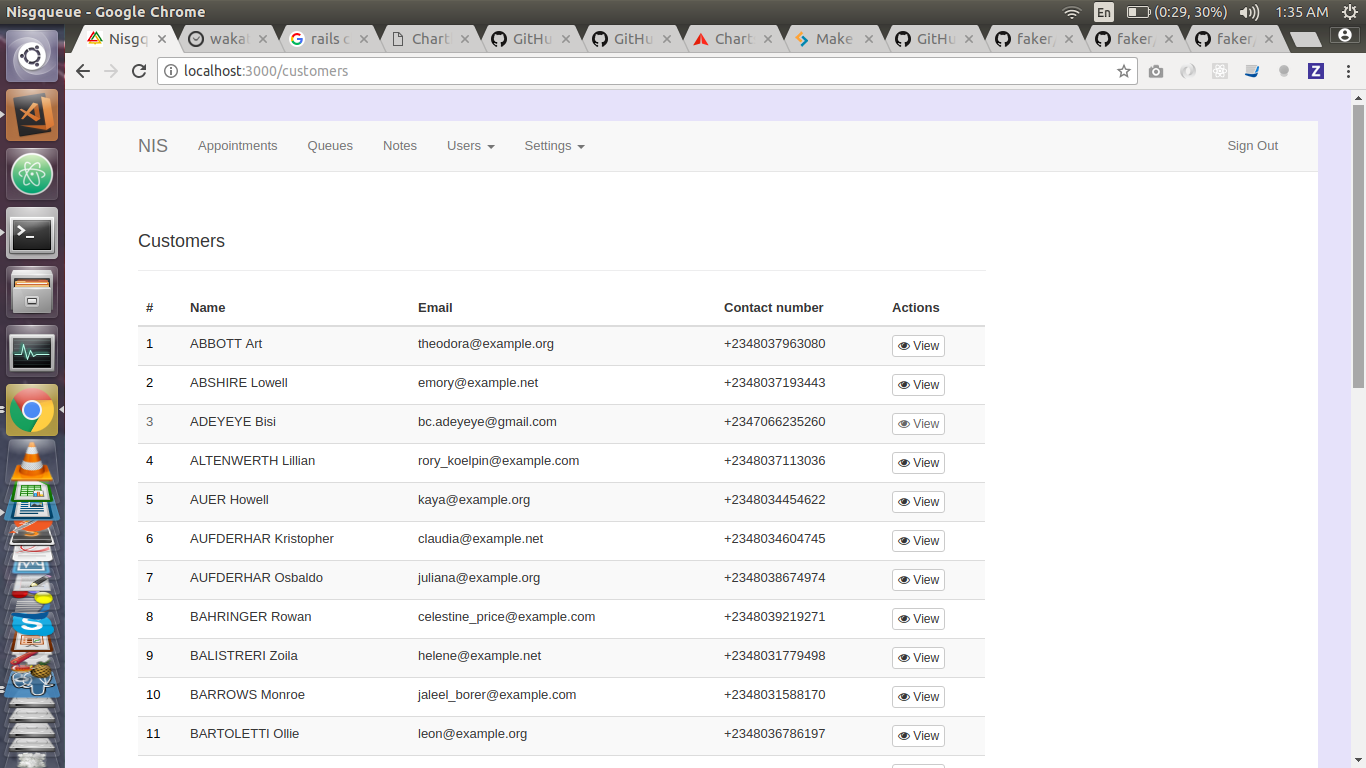 Nisgqueue - Google Chrome En (0:29, 30%) 1:35 AM
Nisgq wakat rails c Chart GitHu GitHu Chart Make GitHu faker faker faker
localhost:3000/customers Z
NIS Appointments Queues Notes Users Settings Sign Out
Customers
# Name Email Contact number Actions
1 ABBOTT Art theodora@example.org +2348037963080 View
2 ABSHIRE Lowell emory@example.net +2348037193443 View
3 ADEYEYE Bisi bc.adeyeye@gmail.com +2347066235260 View
4 ALTENWERTH Lillian rory_koelpin@example.com +2348037113036 View
5 AUER Howell kaya@example.org +2348034454622 View
6 AUFDERHAR Kristopher claudia@example.net +2348034604745 View
7 AUFDERHAR Osbaldo juliana@example.org +2348038674974 View
8 BAHRINGER Rowan celestine_price@example.com +2348039219271 View
9 BALISTRERI Zoila helene@example.net +2348031779498 View
10 BARROWS Monroe jaleel_borer@example.com +2348031588170 View
11 BARTOLETTI Ollie leon@example.org +2348036786197 View